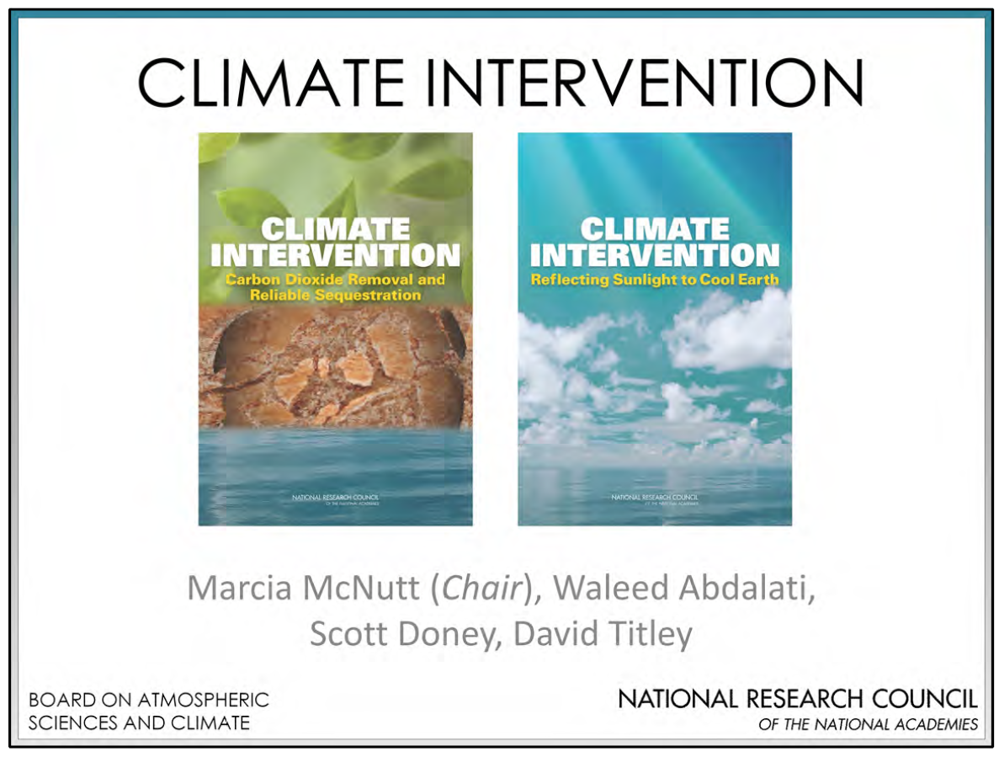 CLIMATE INTERVENTION
CLIMATE
INTERVENTION
Carbon Dioxide Removal and
Reliable Sequestration
NATIONAL RESEARCH COUNCIL
OF THE NATIONAL ACADEMIES
CLIMATE
INTERVENTION
Reflecting Sunlight to Cool Earth
NATIONAL RESEARCH COUNCIL
OF THE NATIONAL ACADEMIES
Marcia McNutt (Chair), Waleed Abdalati,
Scott Doney, David Titley
BOARD ON ATMOSPHERIC
SCIENCES AND CLIMATE
NATIONAL RESEARCH COUNCIL
OF THE NATIONAL ACADEMIES